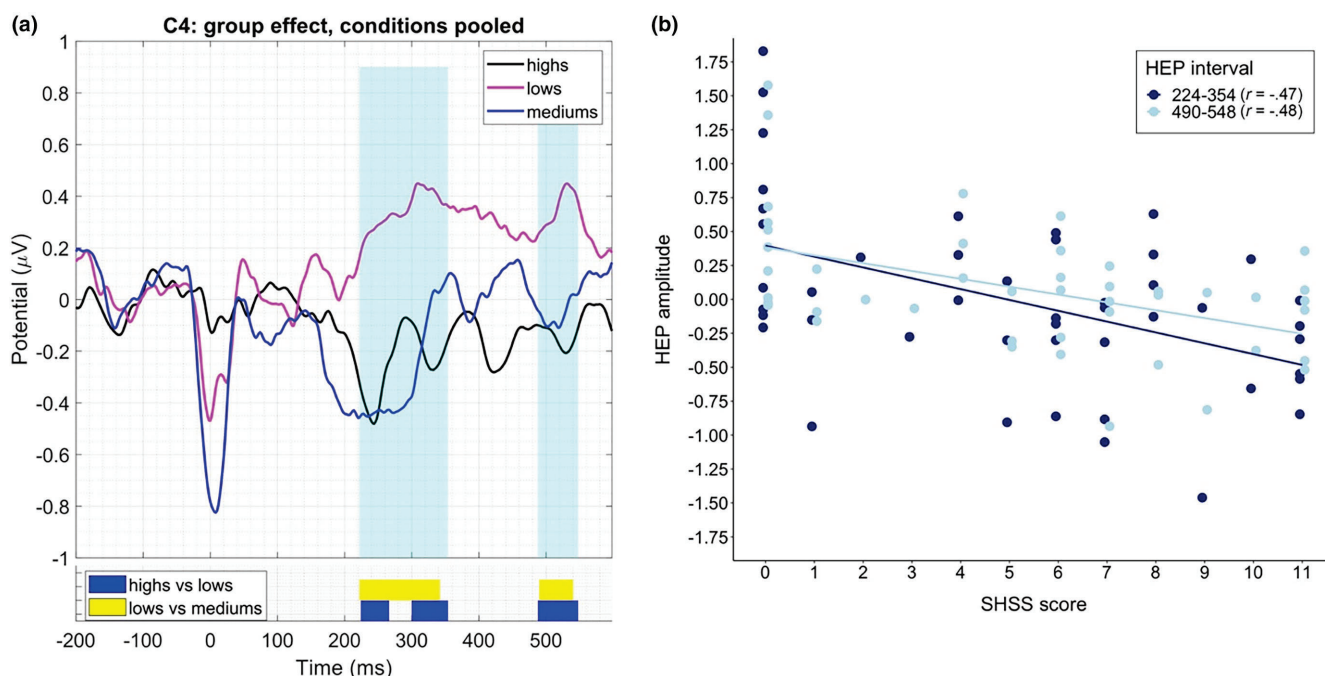 (a)
C4: group effect, conditions pooled
1
0.8
0.6
0.4
0.2
0
-0.2
-0.4
-0.6
-0.8
-1
Potential (µV)
highs
lows
mediums
highs vs lows
lows vs mediums
-200 -100 0 100 200 300 400 500
Time (ms)
(b)
1.75
1.50
1.25
1.00
0.75
0.50
0.25
0.00
-0.25
-0.50
-0.75
-1.00
-1.25
-1.50
-1.75
HEP amplitude
HEP interval
224-354 (r = -.47)
490-548 (r = -.48)
0 1 2 3 4 5 6 7 8 9 10 11
SHSS score